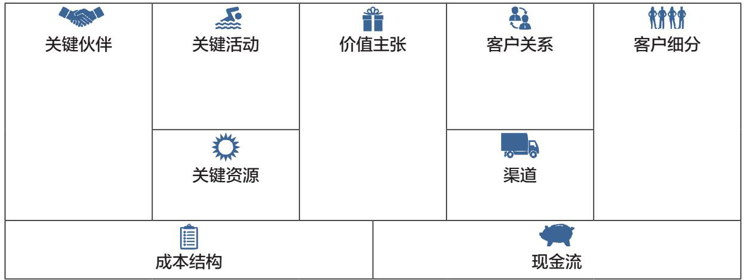 关键伙伴
关键活动
价值主张
客户关系
客户细分
关键资源
渠道
成本结构
现金流